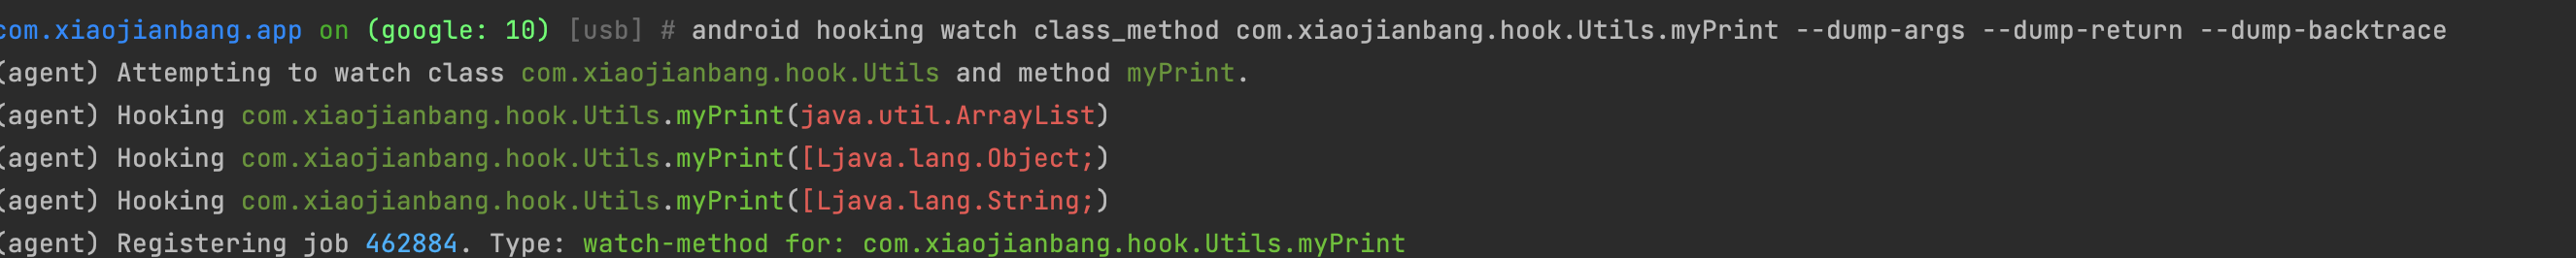 com.xiaojianbang.app on (google: 10) [usb] # android hooking watch class_method com.xiaojianbang.hook.Utils.myPrint --dump-args --dump-return --dump-backtrace
(agent) Attempting to watch class com.xiaojianbang.hook.Utils and method myPrint.
(agent) Hooking com.xiaojianbang.hook.Utils.myPrint(java.util.ArrayList)
(agent) Hooking com.xiaojianbang.hook.Utils.myPrint([Ljava.lang.Object;)
(agent) Hooking com.xiaojianbang.hook.Utils.myPrint([Ljava.lang.String;)
(agent) Registering job 462884. Type: watch-method for: com.xiaojianbang.hook.Utils.myPrint